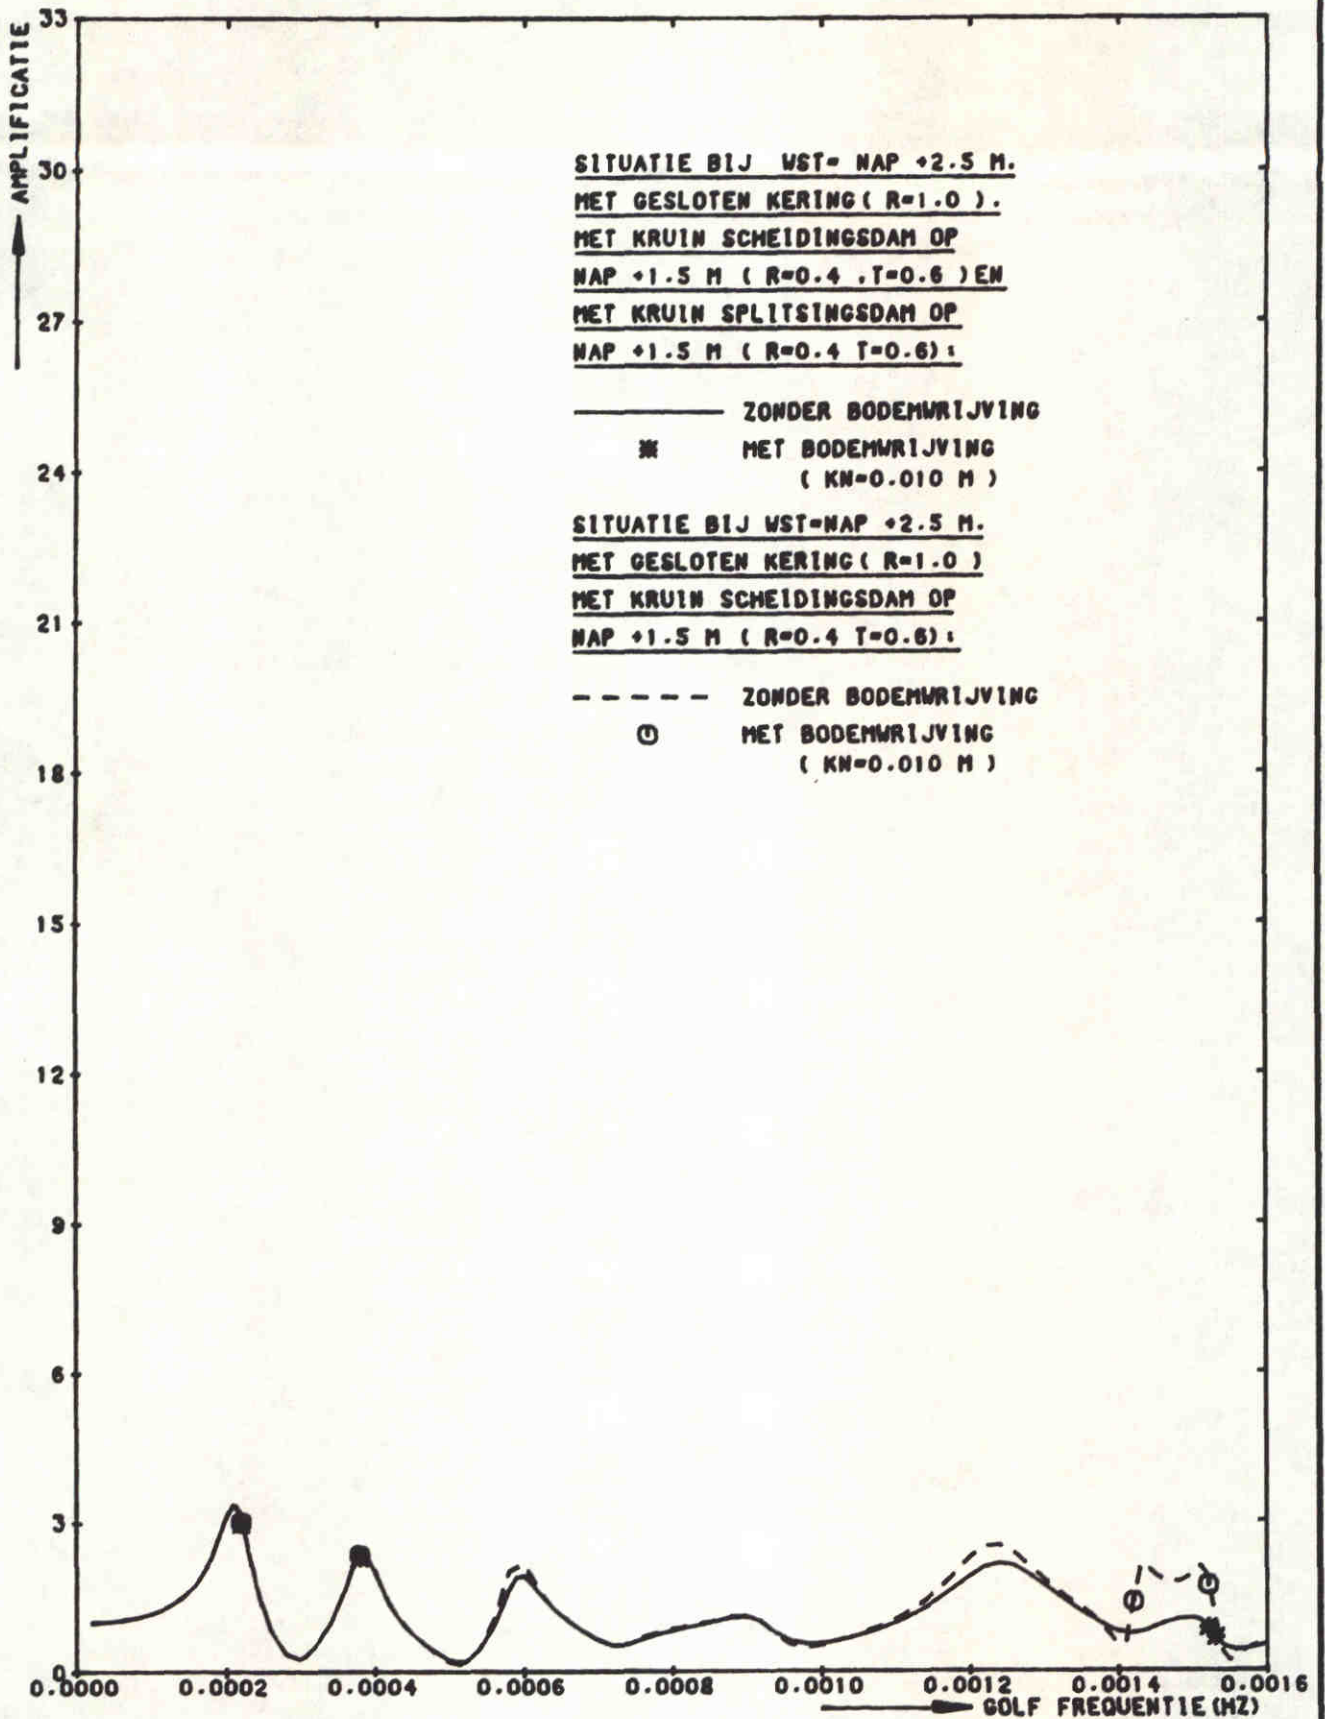 AMPLIFICATIE
33
30
27
24
21
18
15
12
9
6
3
0
SITUATIE BIJ WST= NAP +2.5 M.
MET GESLOTEN KERING( R=1.0 ).
MET KRUIN SCHEIDINGSDAM OP
NAP +1.5 M ( R=0.4 .T=0.6 )EN
MET KRUIN SPLITSINGSDAM OP
NAP +1.5 M ( R=0.4 T=0.6):
ZONDER BODEMWRIJVING
MET BODEMWRIJVING
( KN=0.010 M )
SITUATIE BIJ WST=NAP +2.5 M.
MET GESLOTEN KERING( R=1.0 )
MET KRUIN SCHEIDINGSDAM OP
NAP +1.5 M ( R=0.4 T=0.6):
ZONDER BODEMWRIJVING
MET BODEMWRIJVING
( KN=0.010 M )
0.0000 0.0002 0.0004 0.0006 0.0008 0.0010 0.0012 0.0014 0.0016
GOLF FREQUENTIE(HZ)